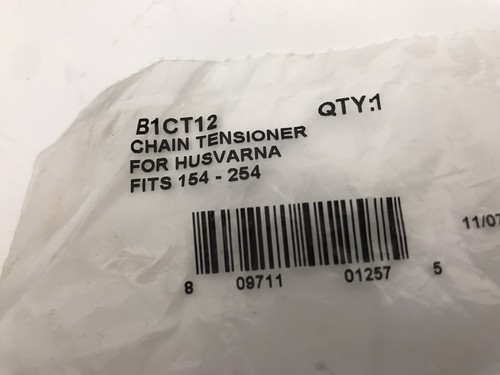 B1CT12 QTY:1
CHAIN TENSIONER
FOR HUSVARNA
FITS 154 - 254
11/07
8 09711 01257 5